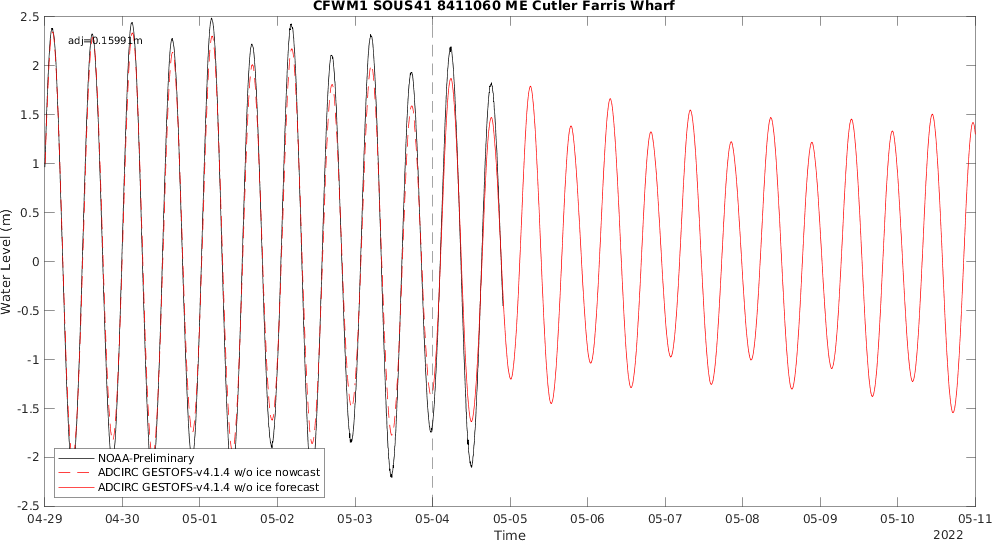 CFWM1 SOUS41 8411060 ME Cutler Farris Wharf
adj=0.15991m
Water Level (m)
2.5
2
1.5
1
0.5
0
-0.5
-1
-1.5
-2
-2.5
NOAA-Preliminary
ADCIRC GESTOFS-v4.1.4 w/o ice nowcast
ADCIRC GESTOFS-v4.1.4 w/o ice forecast
04-29 04-30 05-01 05-02 05-03 05-04 05-05 05-06 05-07 05-08 05-09 05-10 05-11
Time
2022